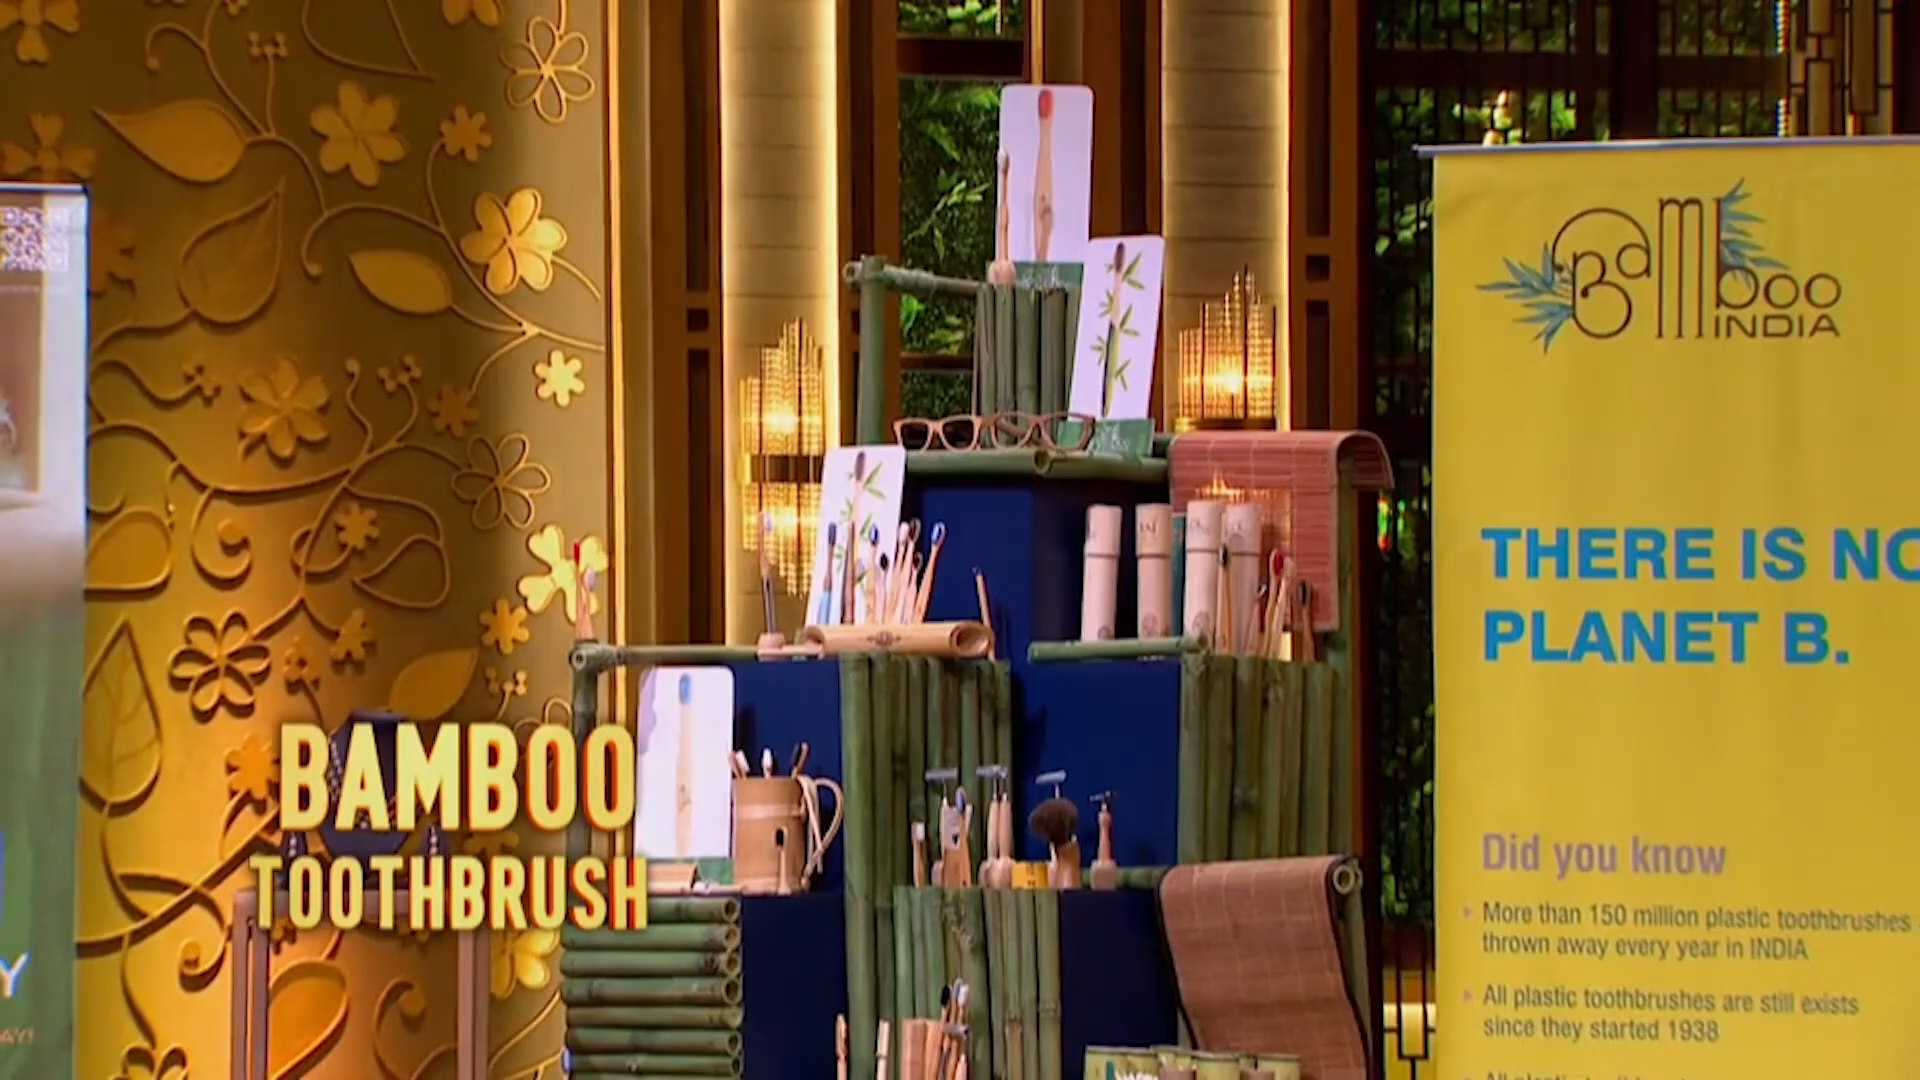 BamBoo
INDIA
THERE IS NO
PLANET B.
BAMBOO
TOOTHBRUSH
Did you know
More than 150 million plastic toothbrushes
thrown away every year in INDIA
All plastic toothbrushes are still exists
since they started 1938